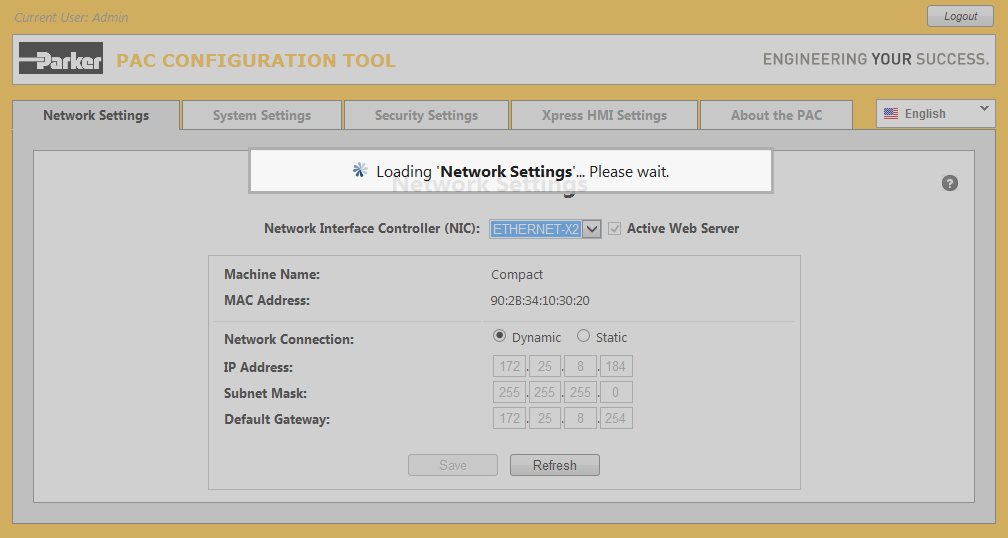 Current User: Admin
Logout
Parker
PAC CONFIGURATION TOOL
ENGINEERING YOUR SUCCESS.
Network Settings
System Settings
Security Settings
Xpress HMI Settings
About the PAC
English
Loading 'Network Settings'... Please wait.
Network Settings
?
Network Interface Controller (NIC): ETHERNET-X2 Active Web Server
Machine Name: Compact
MAC Address: 90:2B:34:10:30:20
Network Connection: Dynamic Static
IP Address: 172 . 25 . 8 . 184
Subnet Mask: 255 . 255 . 255 . 0
Default Gateway: 172 . 25 . 8 . 254
Save Refresh